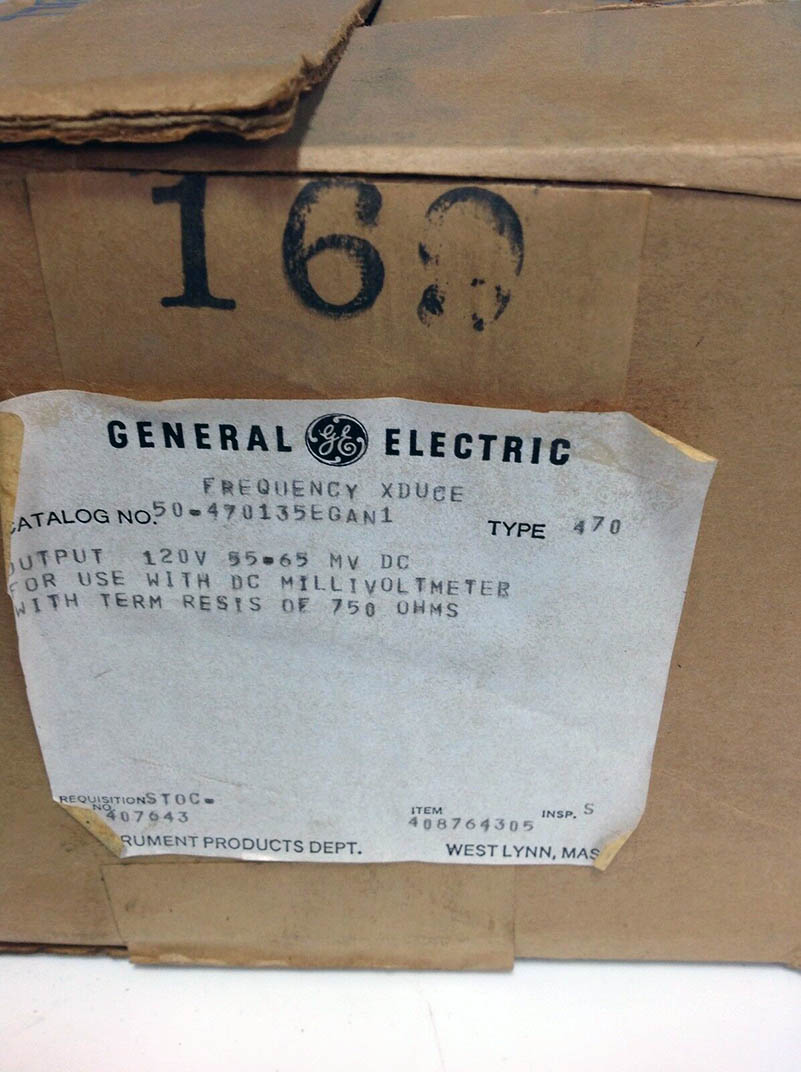 160
GENERAL GE ELECTRIC
FREQUENCY XDUCE
CATALOG NO. 50-470135EGAN1 TYPE 470
OUTPUT 120V 55-65 MV DC
FOR USE WITH DC MILLIVOLTMETER
WITH TERM RESIS OF 750 OHMS
REQUISITION NO. STOC-
407643
ITEM 408764305 INSP. S
RUMENT PRODUCTS DEPT. WEST LYNN, MAS